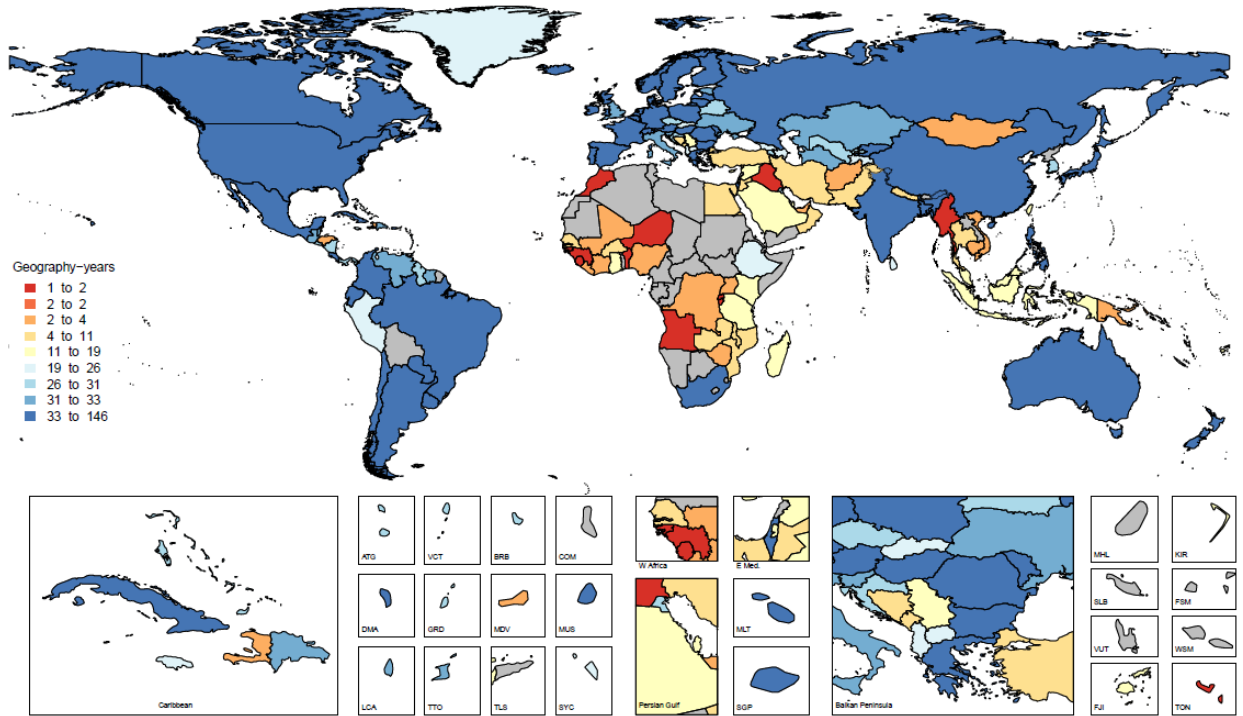 Geography−years
1 to 2
2 to 2
2 to 4
4 to 11
11 to 19
19 to 26
26 to 31
31 to 33
33 to 146
Caribbean
ATG
VCT
BRB
COM
DMA
GRD
MDV
MUS
LCA
TTO
TLS
SYC
W Africa
E Med.
Persian Gulf
MLT
SGP
Balkan Peninsula
MHL
KIR
SLB
FSM
VUT
WSM
FJI
TON